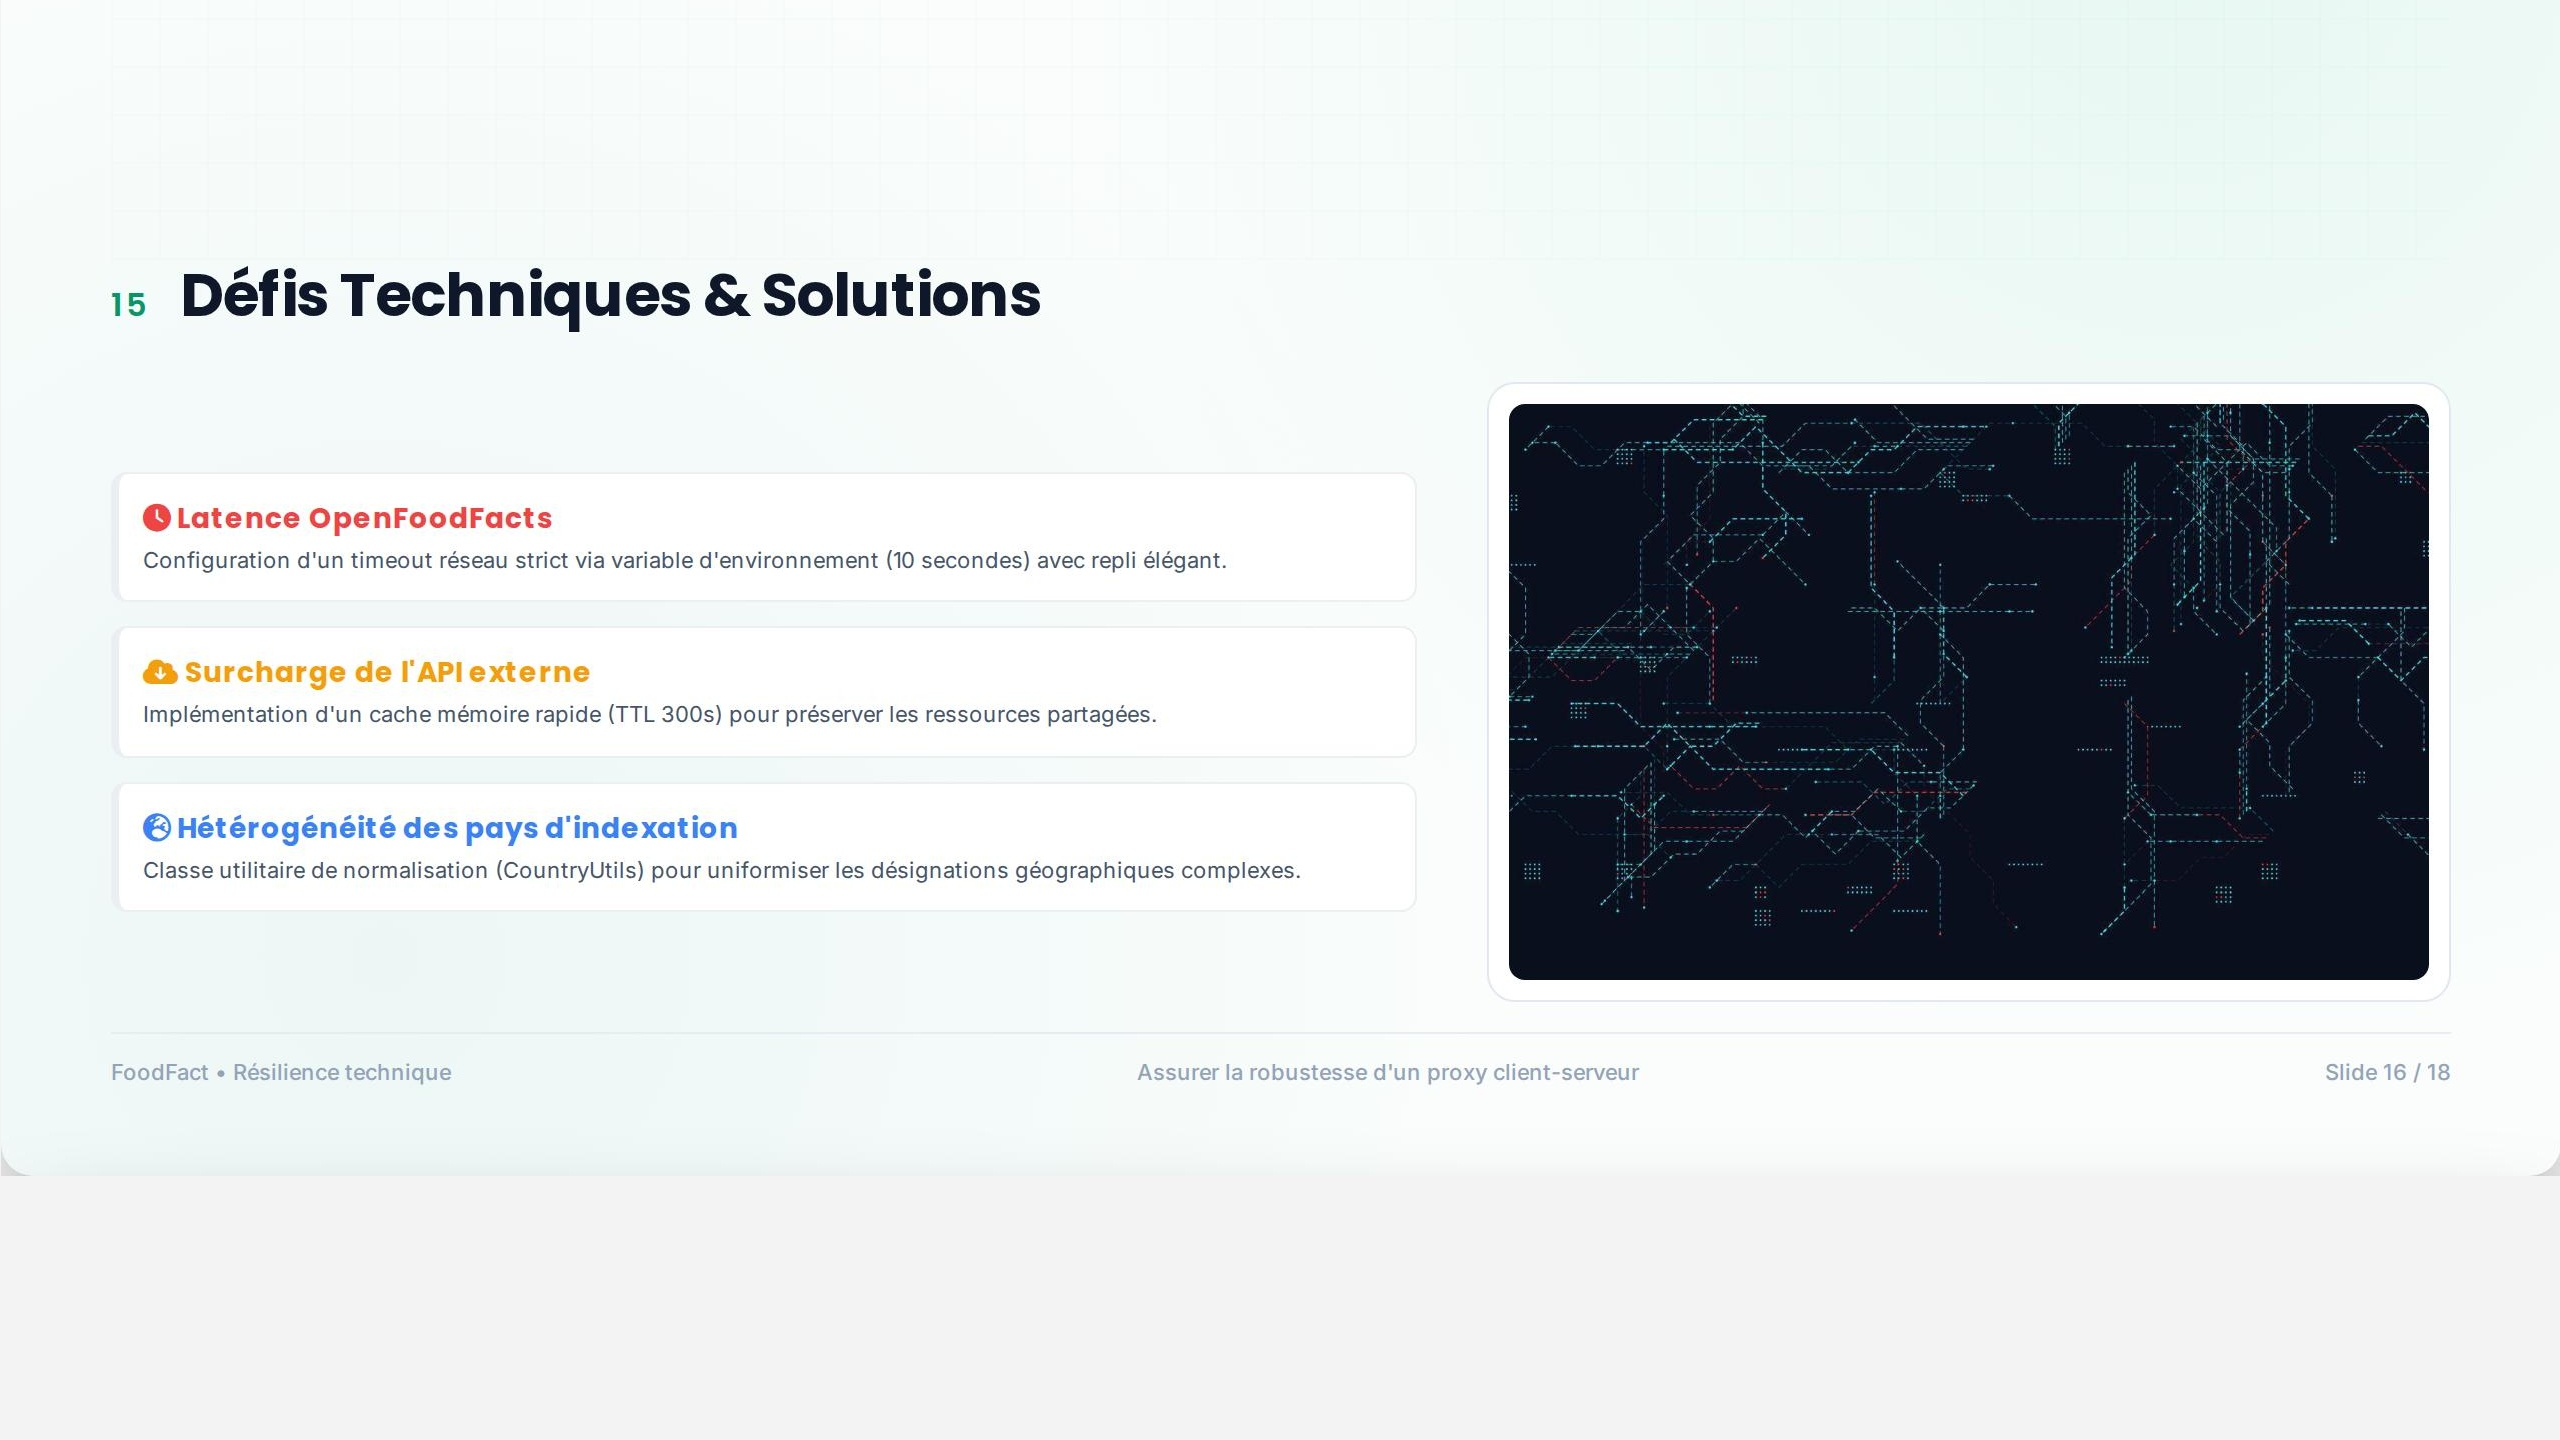 15 Défis Techniques & Solutions
Latence OpenFoodFacts
Configuration d'un timeout réseau strict via variable d'environnement (10 secondes) avec repli élégant.
Surcharge de l'API externe
Implémentation d'un cache mémoire rapide (TTL 300s) pour préserver les ressources partagées.
Hétérogénéité des pays d'indexation
Classe utilitaire de normalisation (CountryUtils) pour uniformiser les désignations géographiques complexes.
FoodFact • Résilience technique
Assurer la robustesse d'un proxy client-serveur
Slide 16 / 18